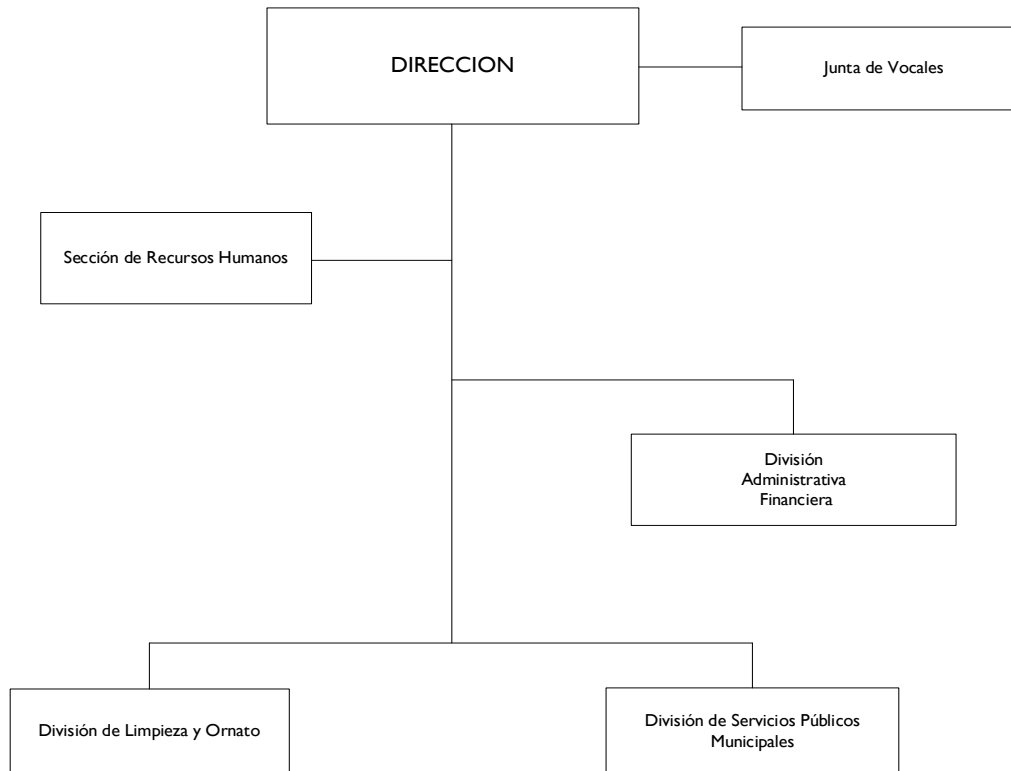 DIRECCION
Junta de Vocales
Sección de Recursos Humanos
División
Administrativa
Financiera
División de Limpieza y Ornato
División de Servicios Públicos
Municipales